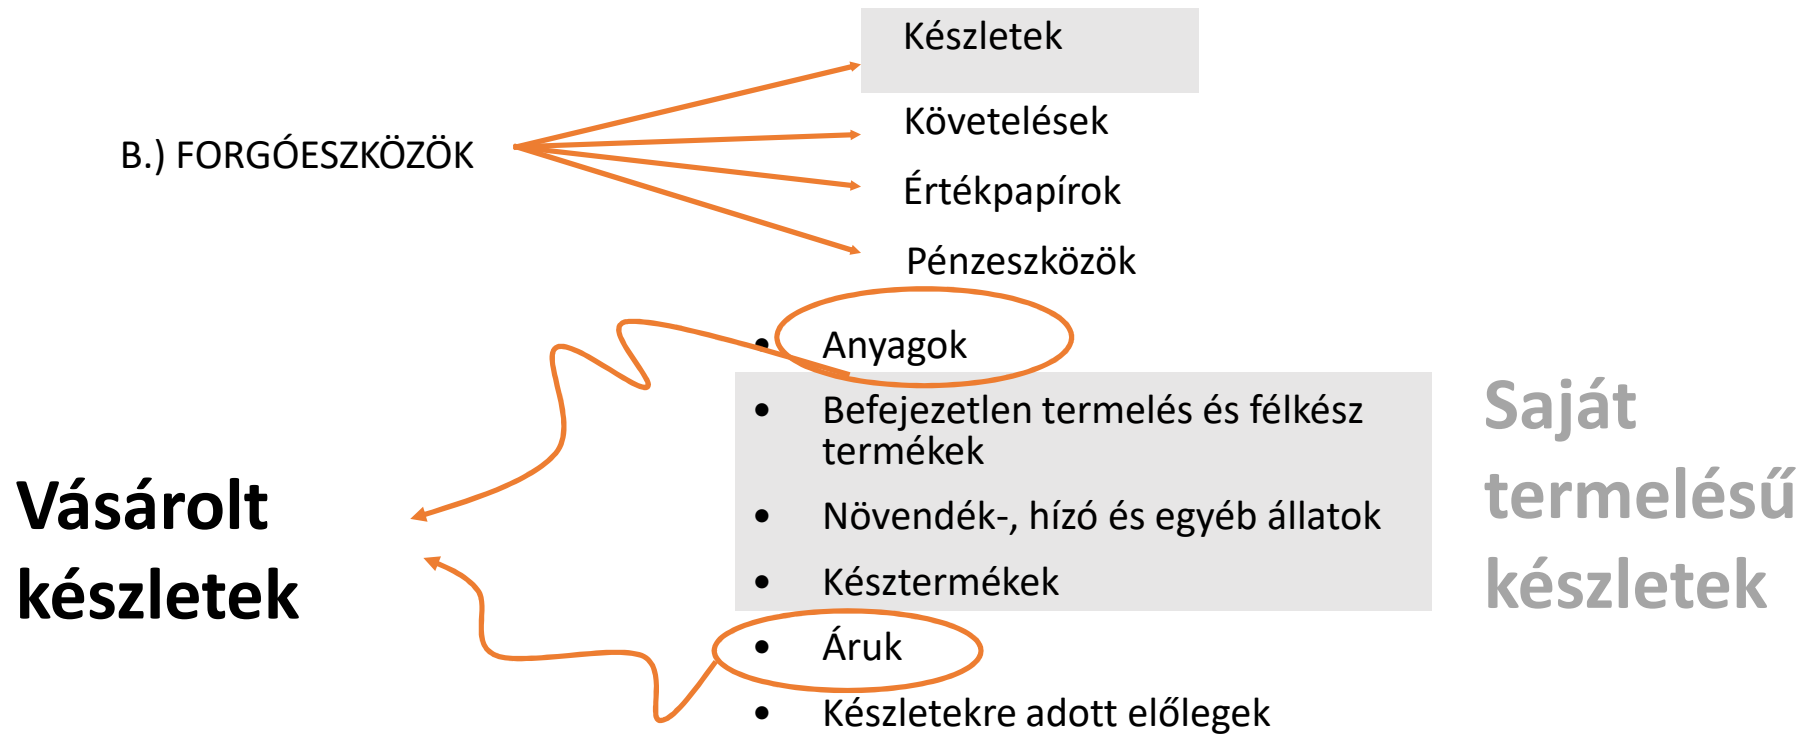 Készletek
B.) FORGÓESZKÖZÖK
Követelések
Értékpapírok
Pénzeszközök
• Anyagok
• Befejezetlen termelés és félkész
termékek
• Növendék-, hízó és egyéb állatok
• Késztermékek
• Áruk
• Készletekre adott előlegek
Vásárolt
készletek
Saját
termelésű
készletek